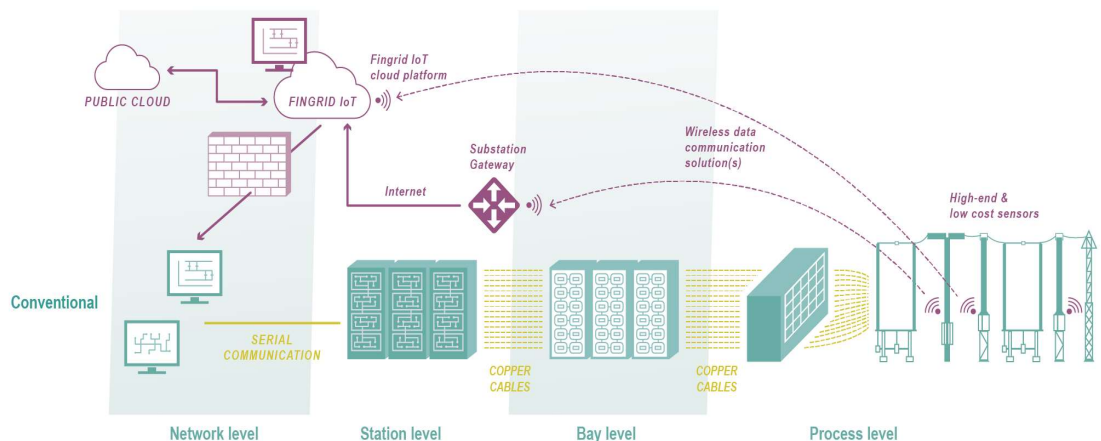 Fingrid IoT
cloud platform
PUBLIC CLOUD
FINGRID IoT
Wireless data
communication
solution(s)
Substation
Gateway
Internet
High-end &
low cost sensors
Conventional
SERIAL
COMMUNICATION
COPPER
CABLES
COPPER
CABLES
Network level
Station level
Bay level
Process level